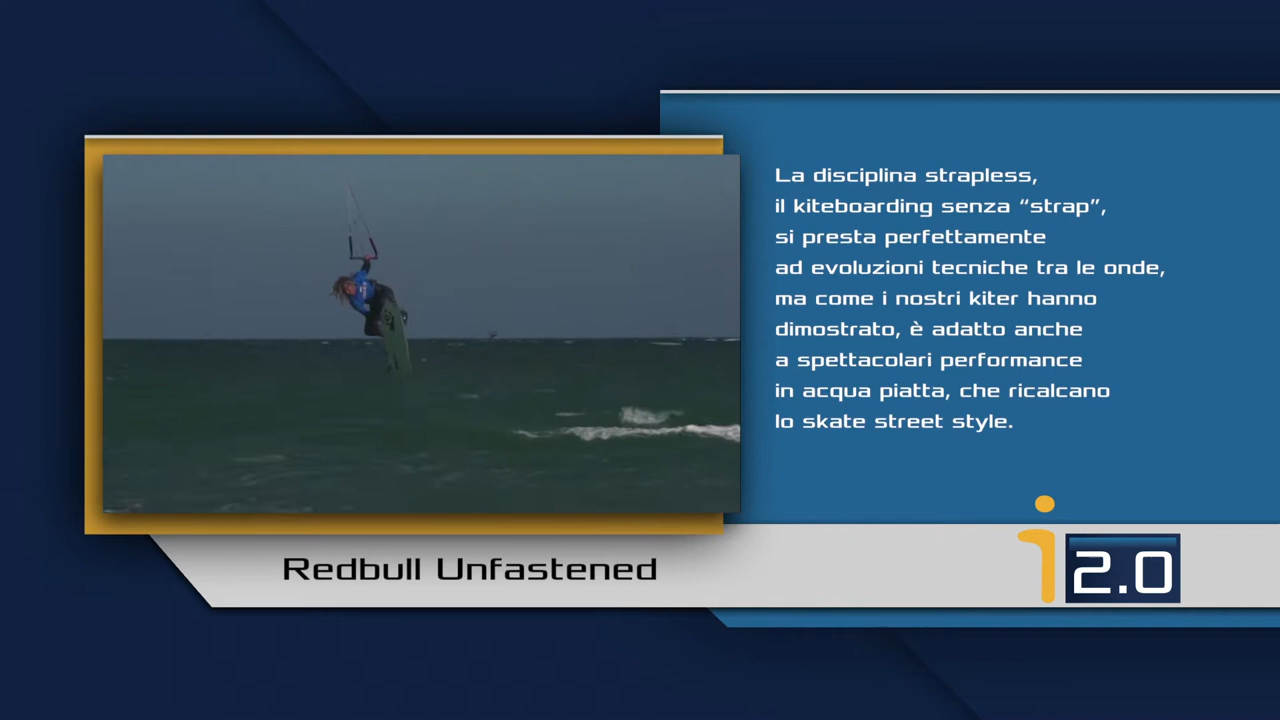 La disciplina strapless,
il kiteboarding senza “strap”,
si presta perfettamente
ad evoluzioni tecniche tra le onde,
ma come i nostri kiter hanno
dimostrato, è adatto anche
a spettacolari performance
in acqua piatta, che ricalcano
lo skate street style.
Redbull Unfastened
i 2.0